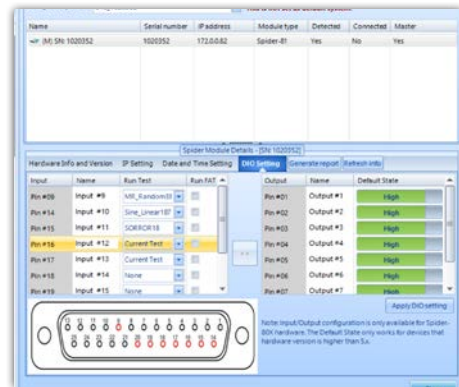 Name Serial number IP address Module type Detected Connected Master
(M) SN: 1020352 1020352 172.0.0.82 Spider-81 Yes No Yes
Spider Module Details - [SN: 1020352]
Hardware Info and Version IP Setting Date and Time Setting DIO Setting Generate report Refresh info
Input Name Run Test Run FAT Output Name Default State
Pin #09 Input #9 Pin #01 Output #1 High
Pin #14 Input #10 Pin #02 Output #2 High
Pin #15 Input #11 SORROR18 Pin #03 Output #3 High
Pin #16 Input #12 Current Test Pin #04 Output #4 High
Pin #17 Input #13 Current Test Pin #05 Output #5 High
Pin #18 Input #14 None Pin #06 Output #6 High
Pin #19 Input #15 None Pin #07 Output #7 High
Apply DIO setting
Note: Input/Output configuration is only available for Spider-
80X hardware. The Default State only works for devices that
hardware version is higher than